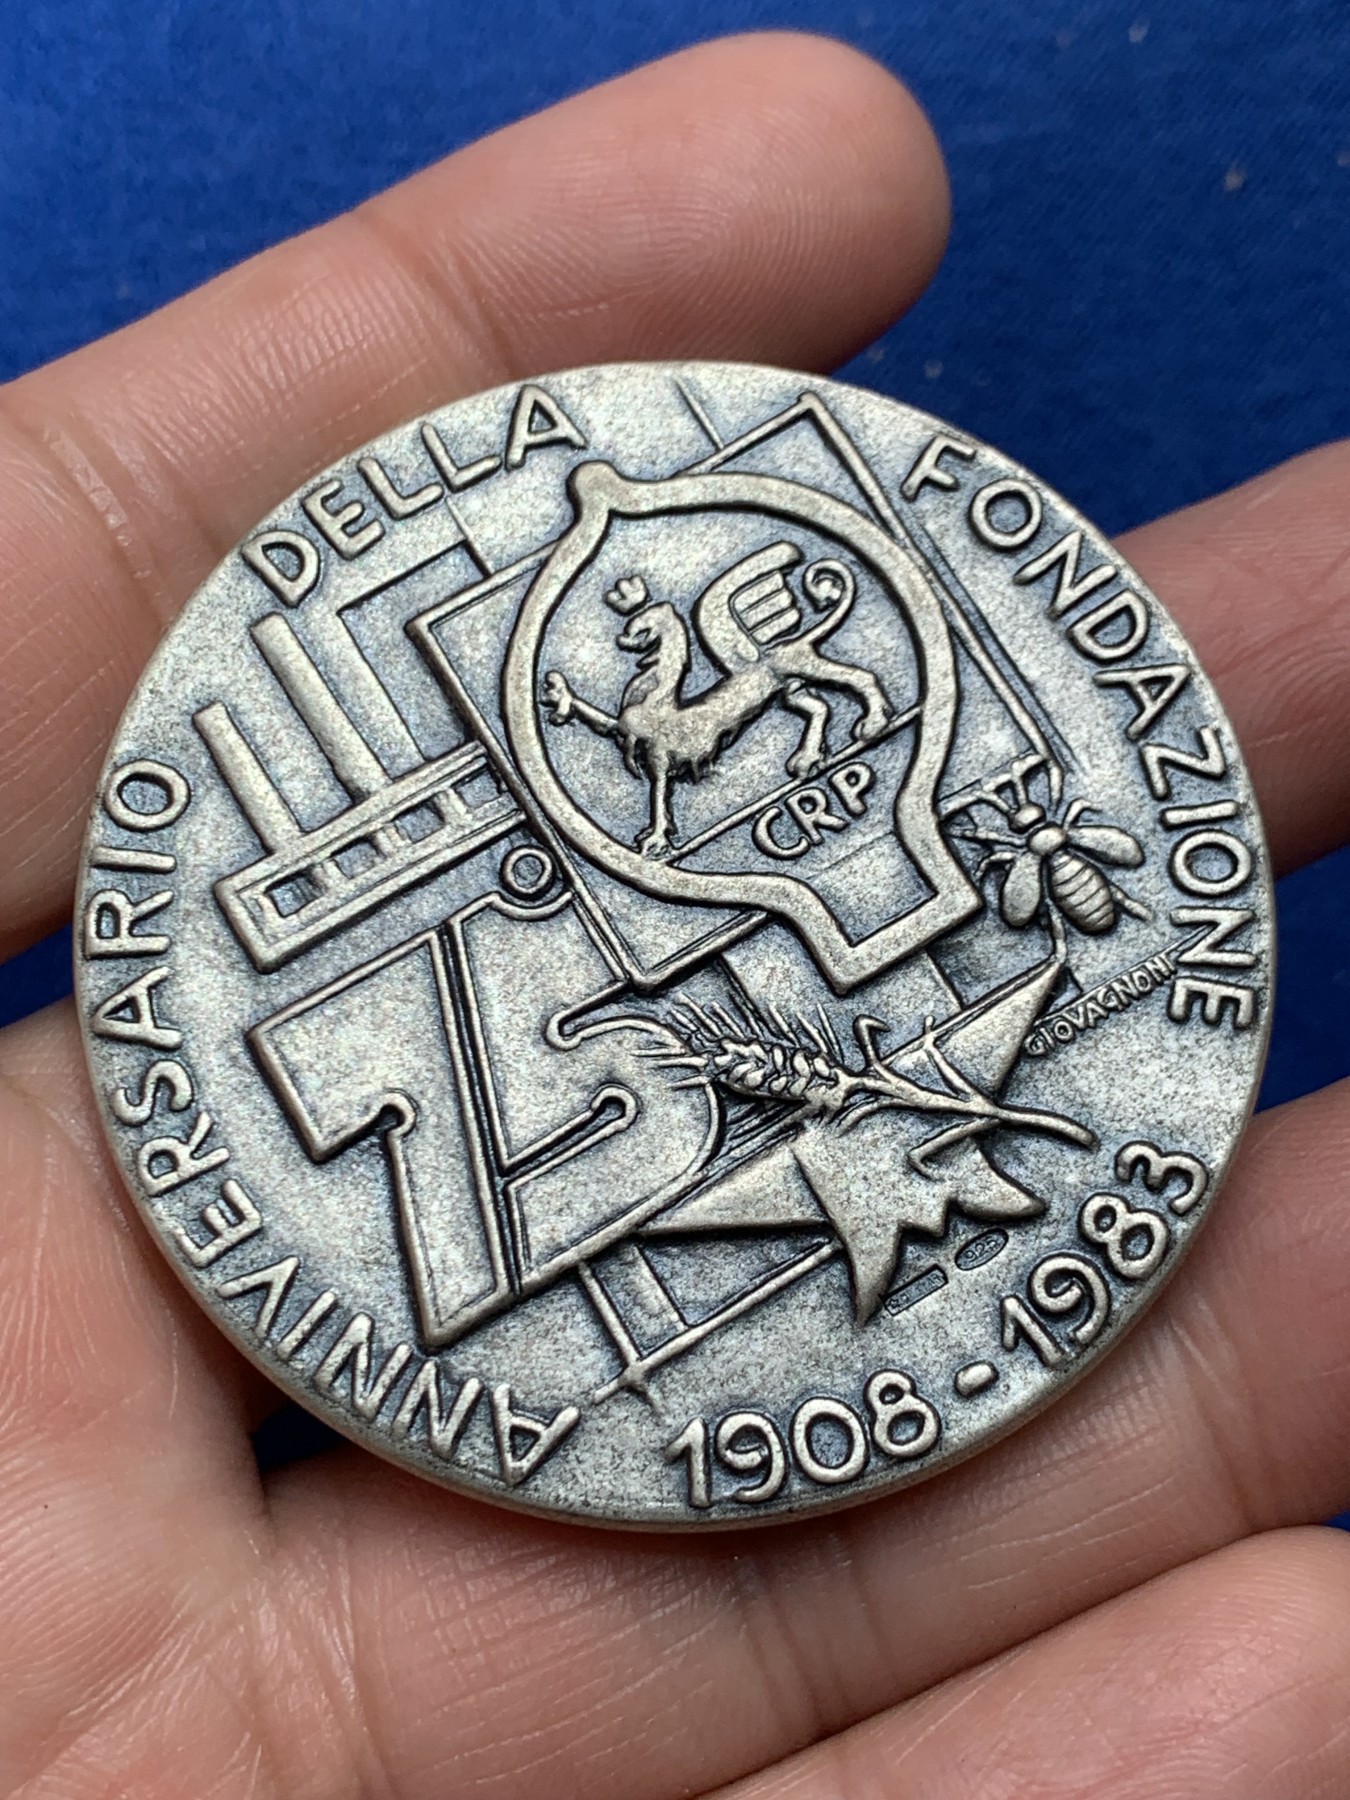 ANNIVERSARIO DELLA FONDAZIONE
1908-1983
CRP
75°
GIOVAGNONI
925